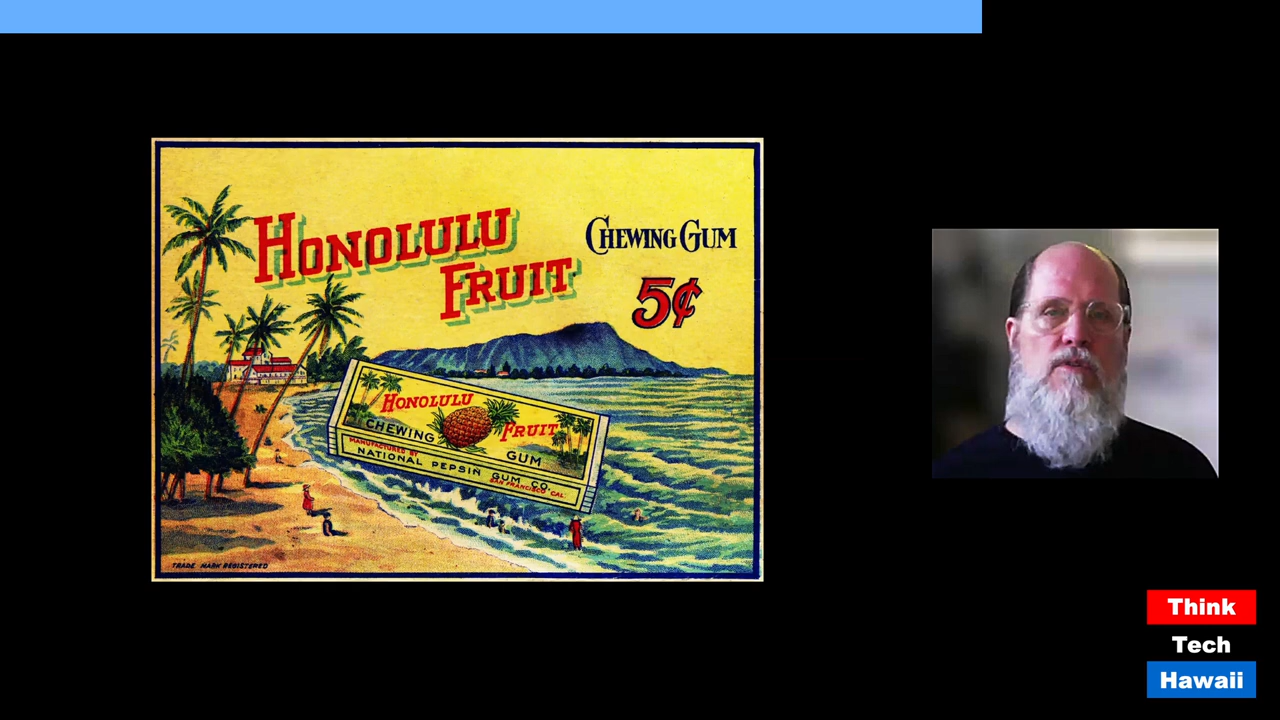 HONOLULU
FRUIT
CHEWING GUM
5¢
HONOLULU
CHEWING
FRUIT
GUM
MANUFACTURED BY
NATIONAL PEPSIN GUM CO.
SAN FRANCISCO CAL.
TRADE MARK REGISTERED
Think
Tech
Hawaii